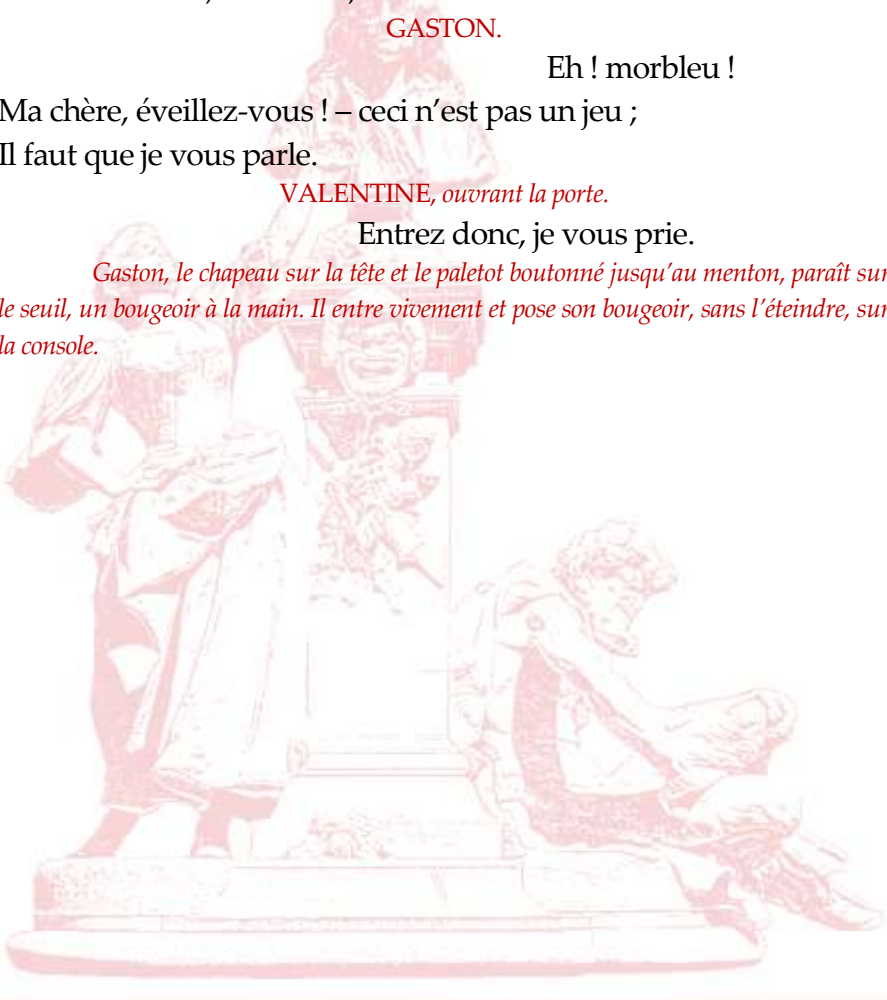 GASTON.
Eh ! morbleu !
Ma chère, éveillez-vous ! – ceci n’est pas un jeu ;
Il faut que je vous parle.
VALENTINE, ouvrant la porte.
Entrez donc, je vous prie.
Gaston, le chapeau sur la tête et le paletot boutonné jusqu’au menton, paraît sur
le seuil, un bougeoir à la main. Il entre vivement et pose son bougeoir, sans l’éteindre, sur
la console.